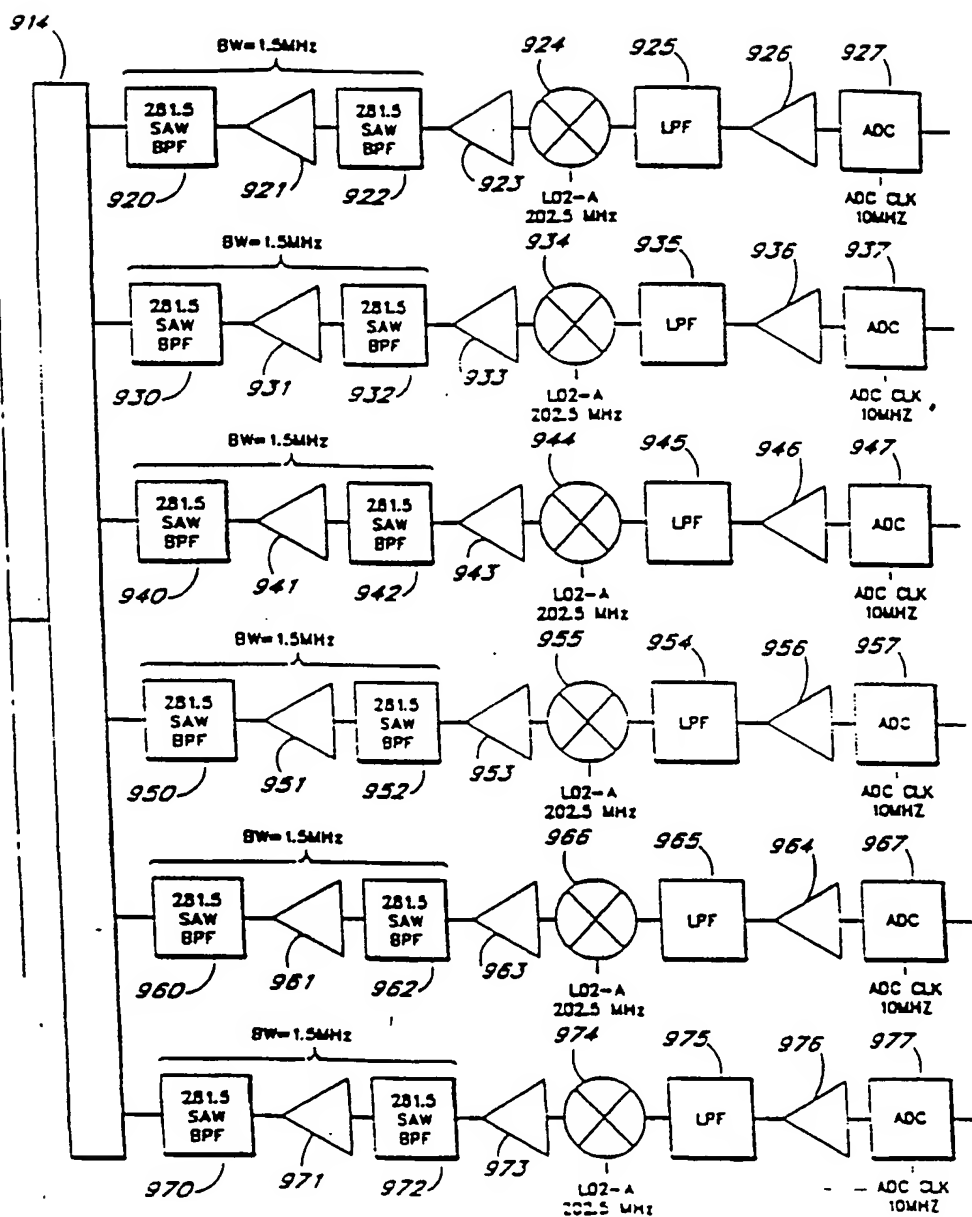 914
BW=1.5MHz
924
925
926
927
281.5
SAW
BPF
281.5
SAW
BPF
LPF
ADC
920
921
922
923
LO2-A
202.5 MHz
ADC CLK
10MHZ
BW=1.5MHz
934
935
936
937
281.5
SAW
BPF
281.5
SAW
BPF
LPF
ADC
930
931
932
933
LO2-A
202.5 MHz
ADC CLK
10MHZ
BW=1.5MHz
944
945
946
947
281.5
SAW
BPF
281.5
SAW
BPF
LPF
ADC
940
941
942
943
LO2-A
202.5 MHz
ADC CLK
10MHZ
BW=1.5MHz
955
954
956
957
281.5
SAW
BPF
281.5
SAW
BPF
LPF
ADC
950
951
952
953
LO2-A
202.5 MHz
ADC CLK
10MHZ
BW=1.5MHz
966
965
964
967
281.5
SAW
BPF
281.5
SAW
BPF
LPF
ADC
960
961
962
963
LO2-A
202.5 MHz
ADC CLK
10MHZ
BW=1.5MHz
974
975
976
977
281.5
SAW
BPF
281.5
SAW
BPF
LPF
ADC
970
971
972
973
LO2-A
202.5 MHz
ADC CLK
10MHZ